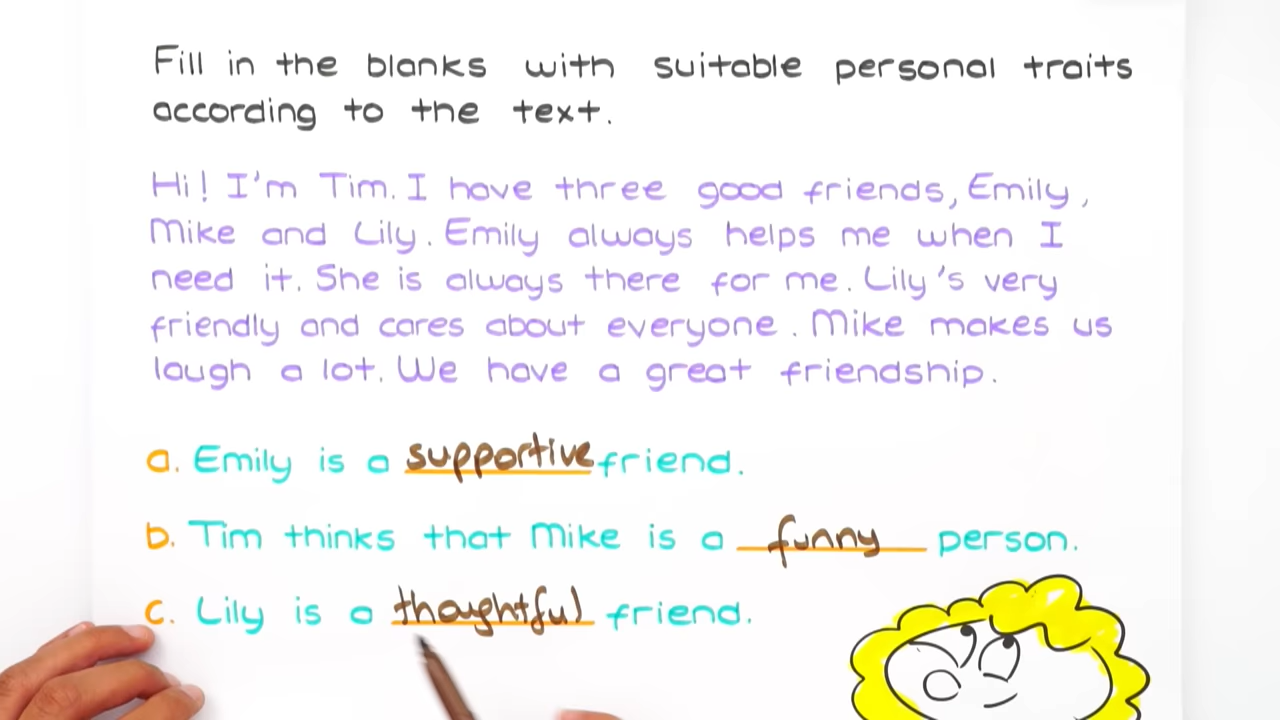 Fill in the blanks with suitable personal traits
according to the text.
Hi! I'm Tim. I have three good friends, Emily,
Mike and Lily. Emily always helps me when I
need it. She is always there for me. Lily's very
friendly and cares about everyone. Mike makes us
laugh a lot. We have a great friendship.
a. Emily is a supportive friend.
b. Tim thinks that Mike is a funny person.
c. Lily is a thoughtful friend.